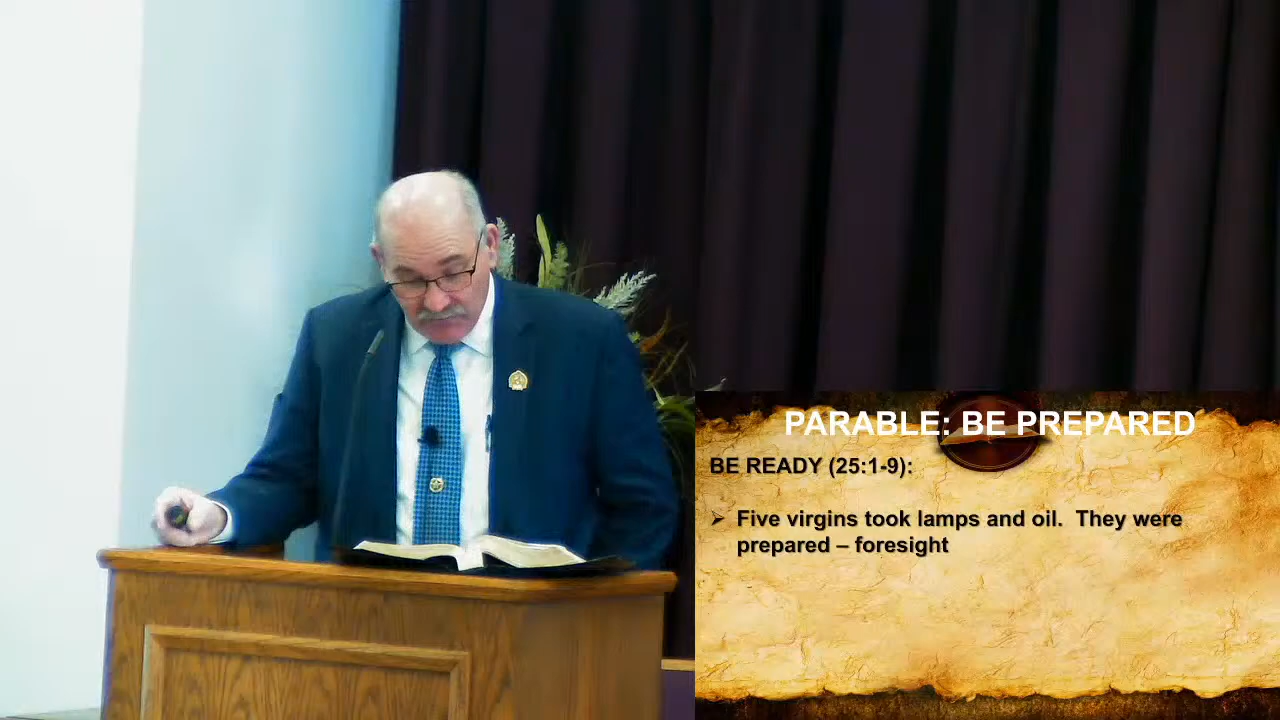 PARABLE: BE PREPARED
BE READY (25:1-9):
➢ Five virgins took lamps and oil.  They were
prepared – foresight